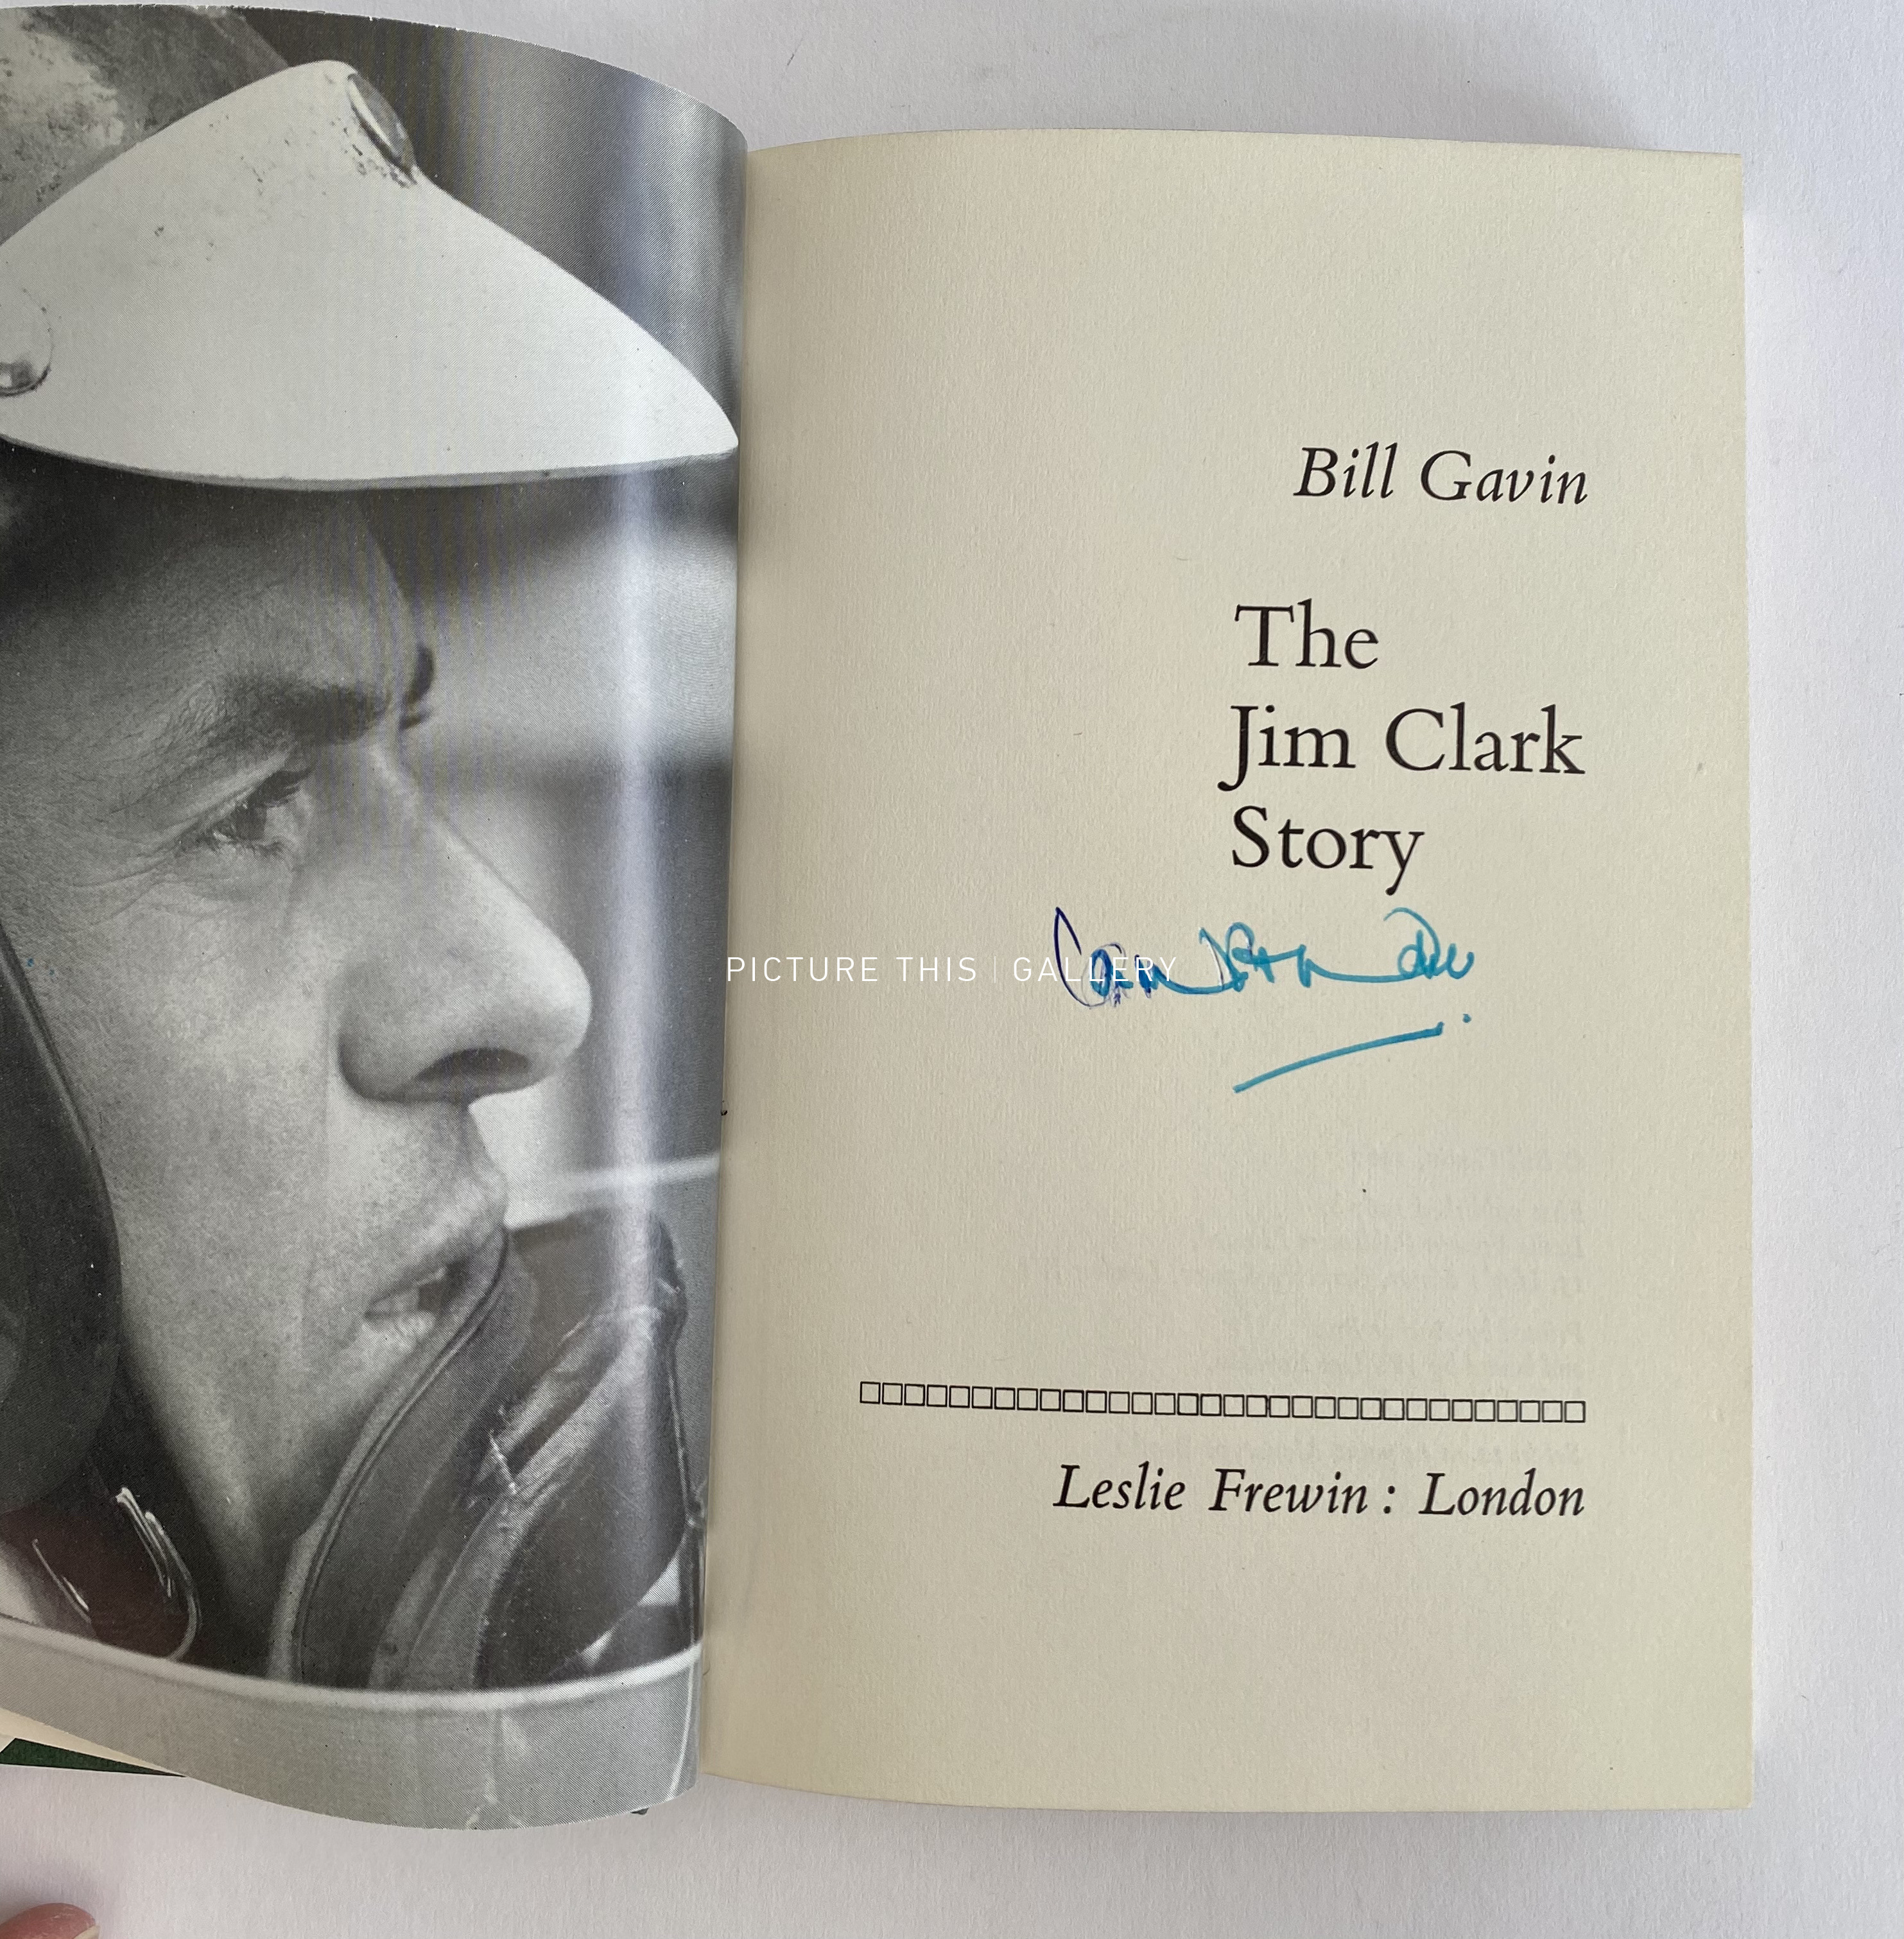 Bill Gavin
The
Jim Clark
Story
PICTURE THIS | GALLERY
Leslie Frewin : London